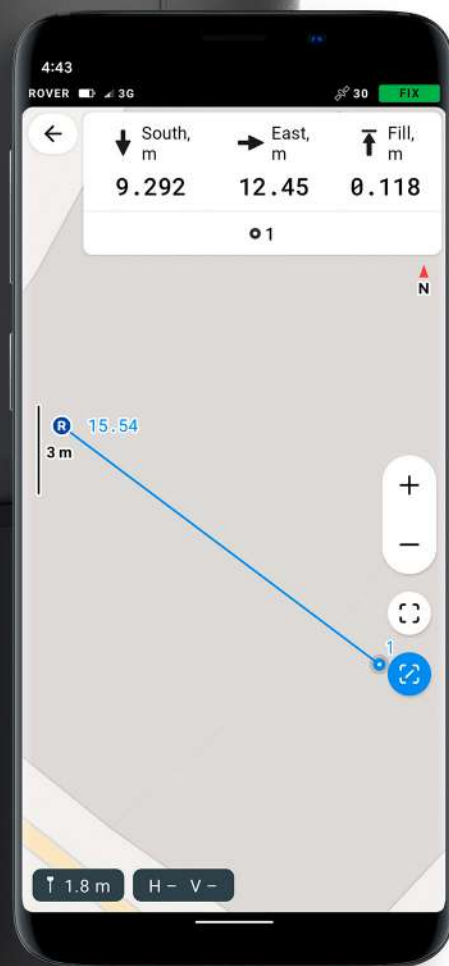 4:43
ROVER 3G 30 FIX
South, m East, m Fill, m
9.292 12.45 0.118
1
N
R 15.54
3 m
+
−
1
1.8 m H – V –